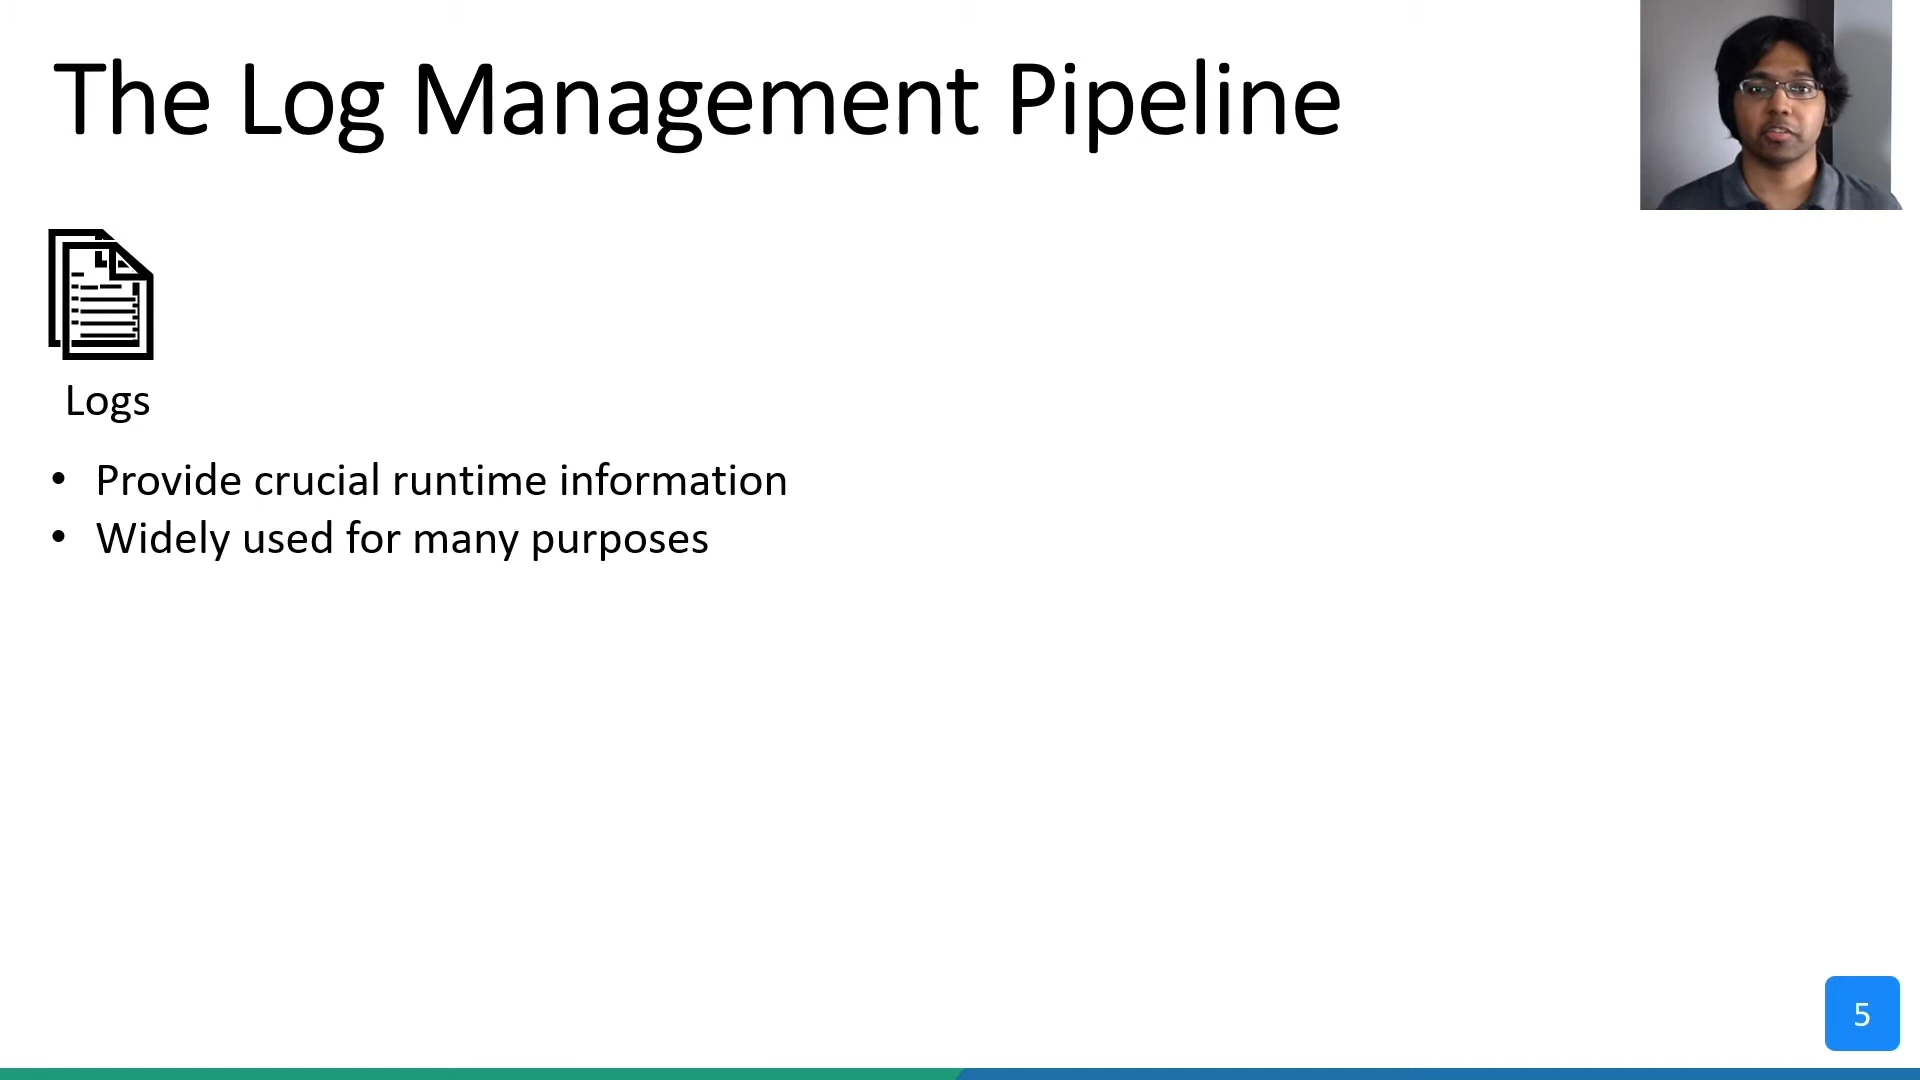 The Log Management Pipeline
Logs
• Provide crucial runtime information
• Widely used for many purposes
5